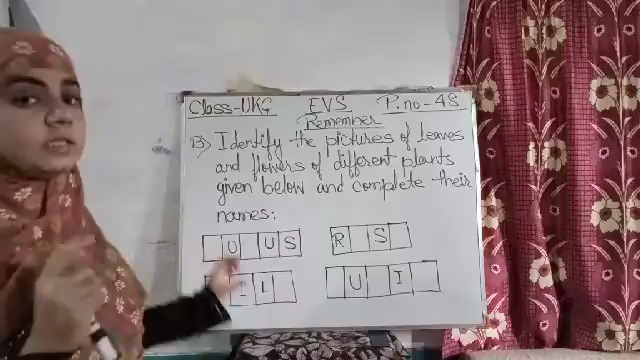 Class-UKG EVS P.no-48
Remember
B) Identify the pictures of leaves
and flowers of different plants
given below and complete their
names:
U U S R S
I L U I